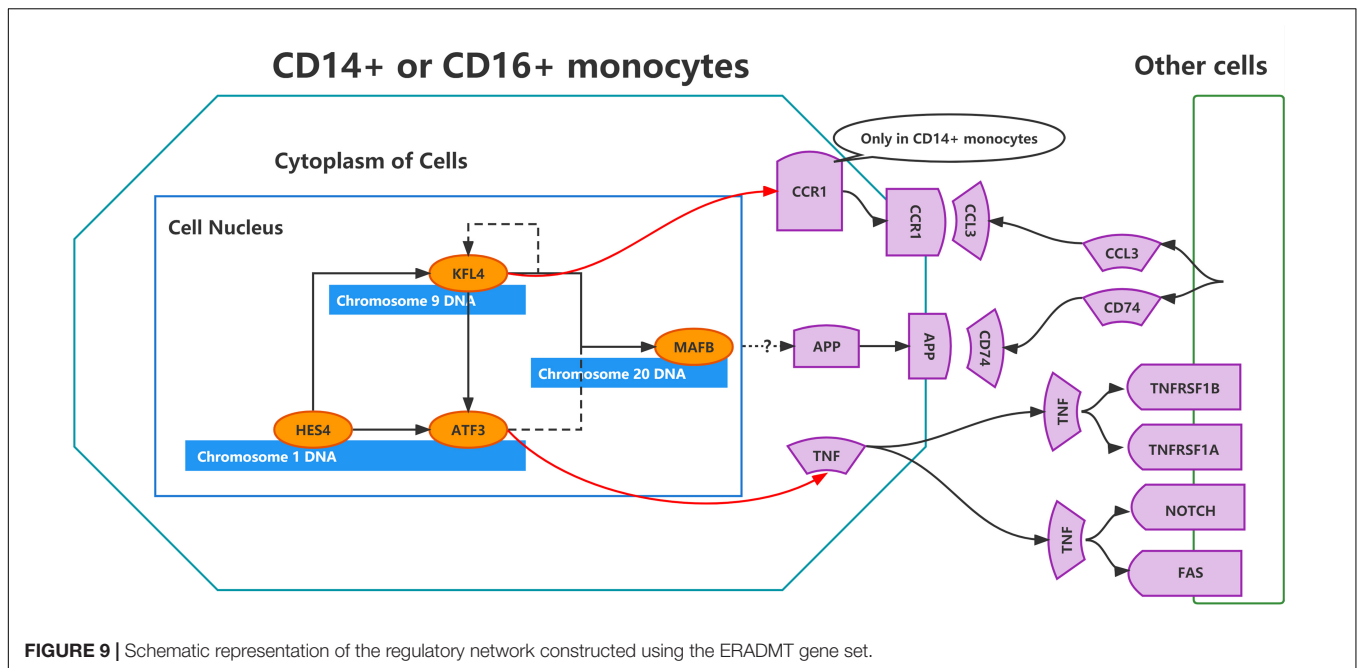 CD14+ or CD16+ monocytes
Other cells
Only in CD14+ monocytes
Cytoplasm of Cells
CCR1
CCR1
CCL3
Cell Nucleus
CCL3
KFL4
Chromosome 9 DNA
CD74
MAFB
?
APP
APP
CD74
Chromosome 20 DNA
TNFRSF1B
TNF
HES4
ATF3
Chromosome 1 DNA
TNF
TNFRSF1A
NOTCH
TNF
FAS
FIGURE 9 | Schematic representation of the regulatory network constructed using the ERADMT gene set.